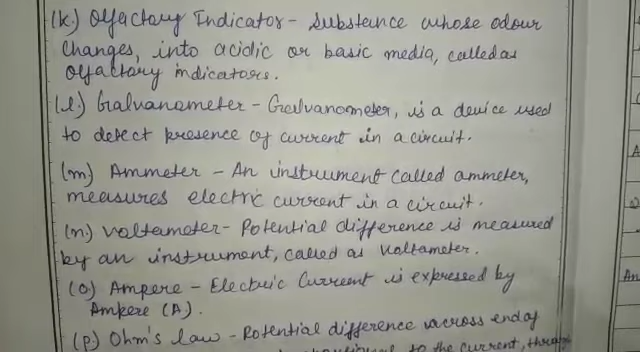 (k.) Olfactory Indicator - Substance whose odour
changes, into acidic or basic media, called as
olfactory indicators.
(l.) Galvanometer - Galvanometer, is a device used
to detect presence of current in a circuit.
(m) Ammeter - An instrument called ammeter,
measures electric current in a circuit.
(n) Voltameter - Potential difference is measured
by an instrument, called as Voltameter.
(o) Ampere - Electric Current is expressed by
Ampere (A).
(p) Ohm's law - Potential difference across end of
to the current,
An